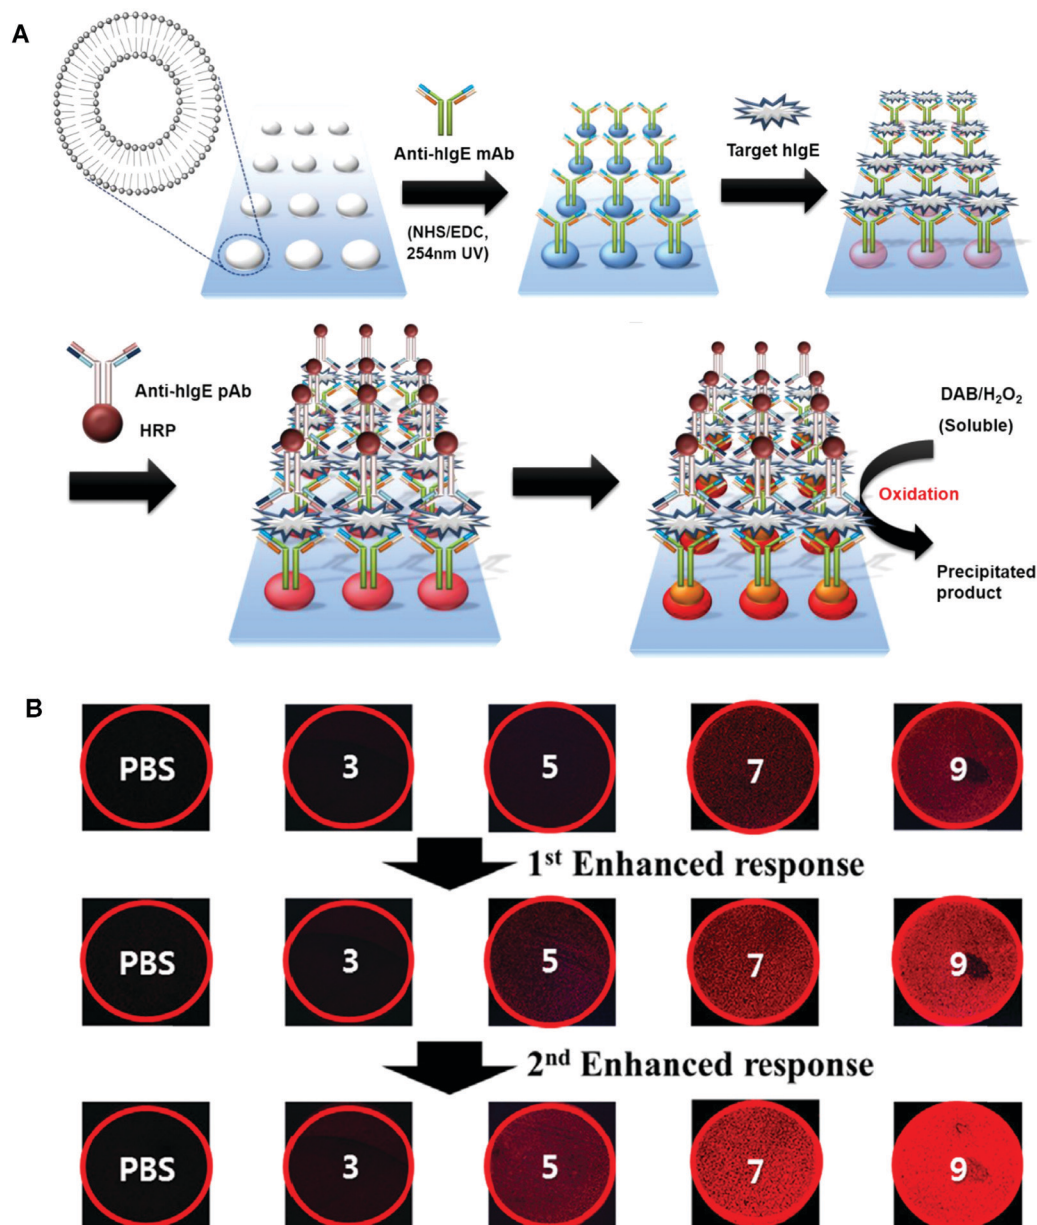 A
Anti-hIgE mAb
(NHS/EDC,
254nm UV)
Target hIgE
Anti-hIgE pAb
HRP
DAB/H₂O₂
(Soluble)
Oxidation
Precipitated
product
B
PBS 3 5 7 9
1st Enhanced response
PBS 3 5 7 9
2nd Enhanced response
PBS 3 5 7 9